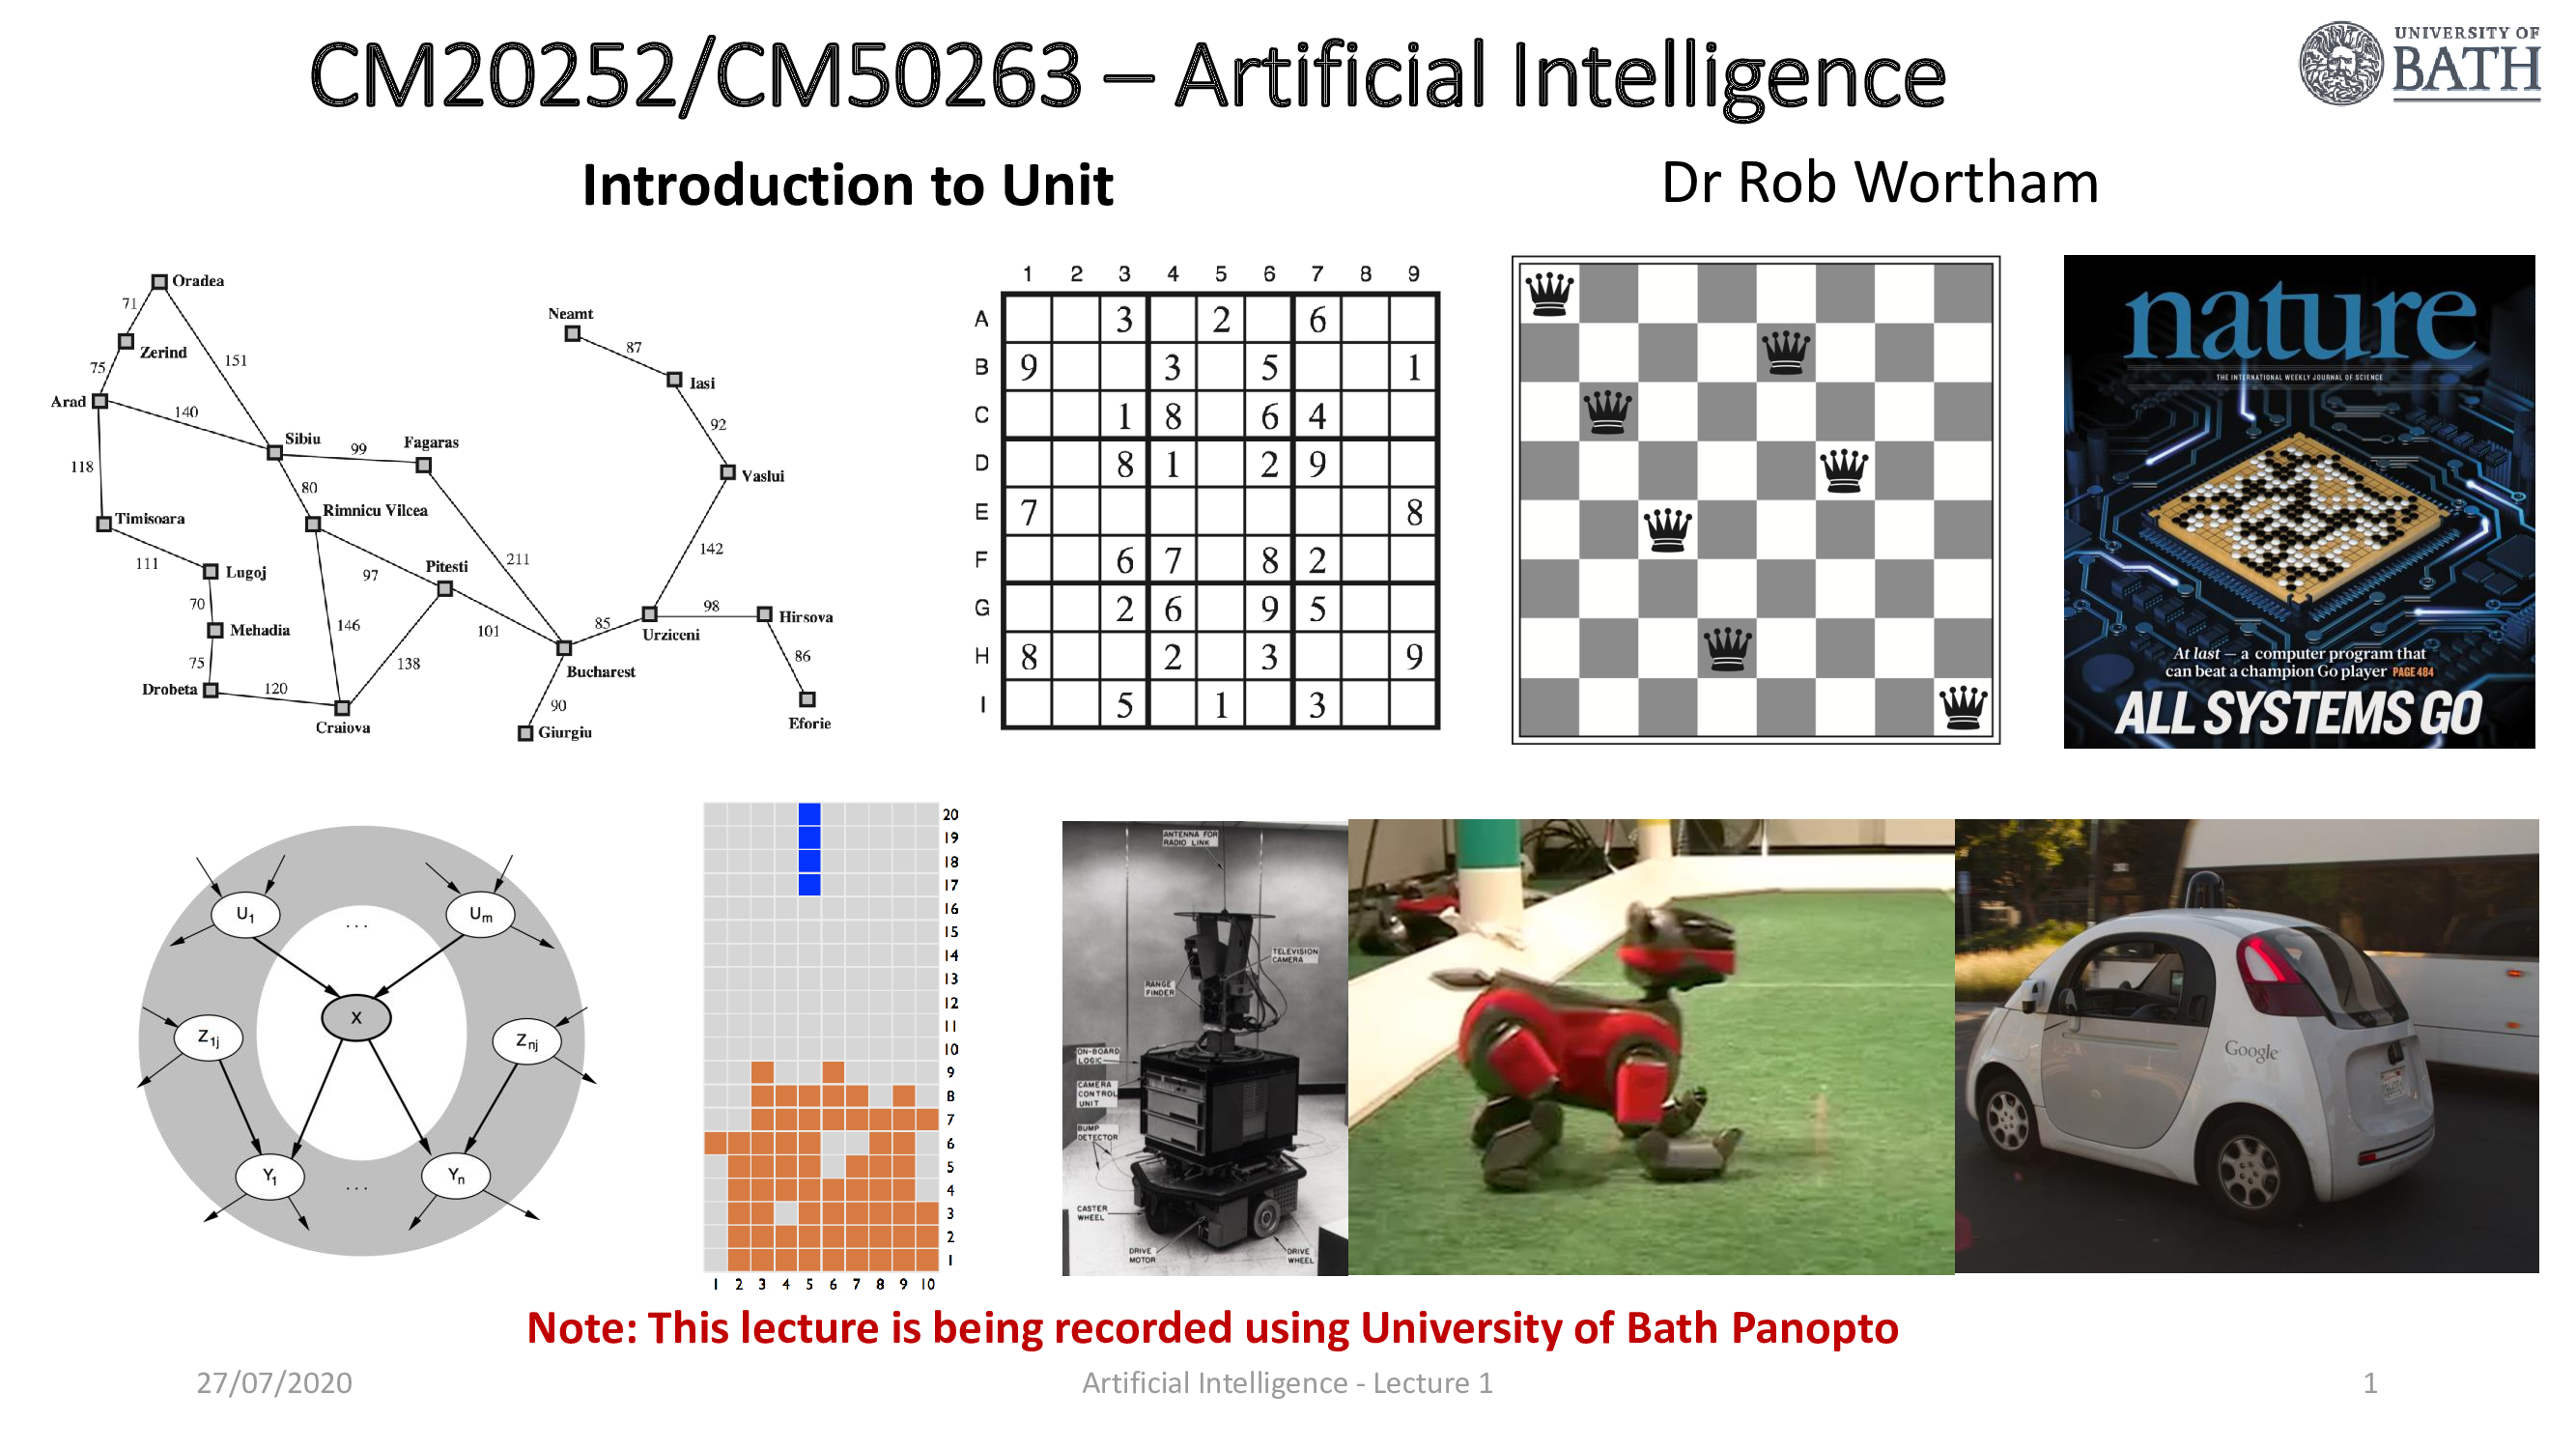 CM20252/CM50263 – Artificial Intelligence
UNIVERSITY OF
BATH
Introduction to Unit
Dr Rob Wortham
Oradea
71
Zerind
75
151
Arad
140
Sibiu
99
Fagaras
118
80
Rimnicu Vilcea
Timisoara
111
Lugoj
97
Pitesti
211
70
Mehadia
146
101
75
138
Drobeta
120
Craiova
Neamt
87
Iasi
92
Vaslui
142
98
Hirsova
85
Urziceni
86
Bucharest
90
Giurgiu
Eforie
1 2 3 4 5 6 7 8 9
A 3 2 6
B 9 3 5 1
C 1 8 6 4
D 8 1 2 9
E 7 8
F 6 7 8 2
G 2 6 9 5
H 8 2 3 9
I 5 1 3
nature
THE INTERNATIONAL WEEKLY JOURNAL OF SCIENCE
At last — a computer program that
can beat a champion Go player PAGE 484
ALL SYSTEMS GO
U1
...
Um
X
Z1j
Znj
Y1
...
Yn
20
19
18
17
16
15
14
13
12
11
10
9
8
7
6
5
4
3
2
1
1 2 3 4 5 6 7 8 9 10
ANTENNA FOR
RADIO LINK
TELEVISION
CAMERA
RANGE
FINDER
ON-BOARD
LOGIC
CAMERA
CONTROL
UNIT
BUMP
DETECTOR
CASTER
WHEEL
DRIVE
MOTOR
DRIVE
WHEEL
Google
Note: This lecture is being recorded using University of Bath Panopto
27/07/2020
Artificial Intelligence - Lecture 1
1